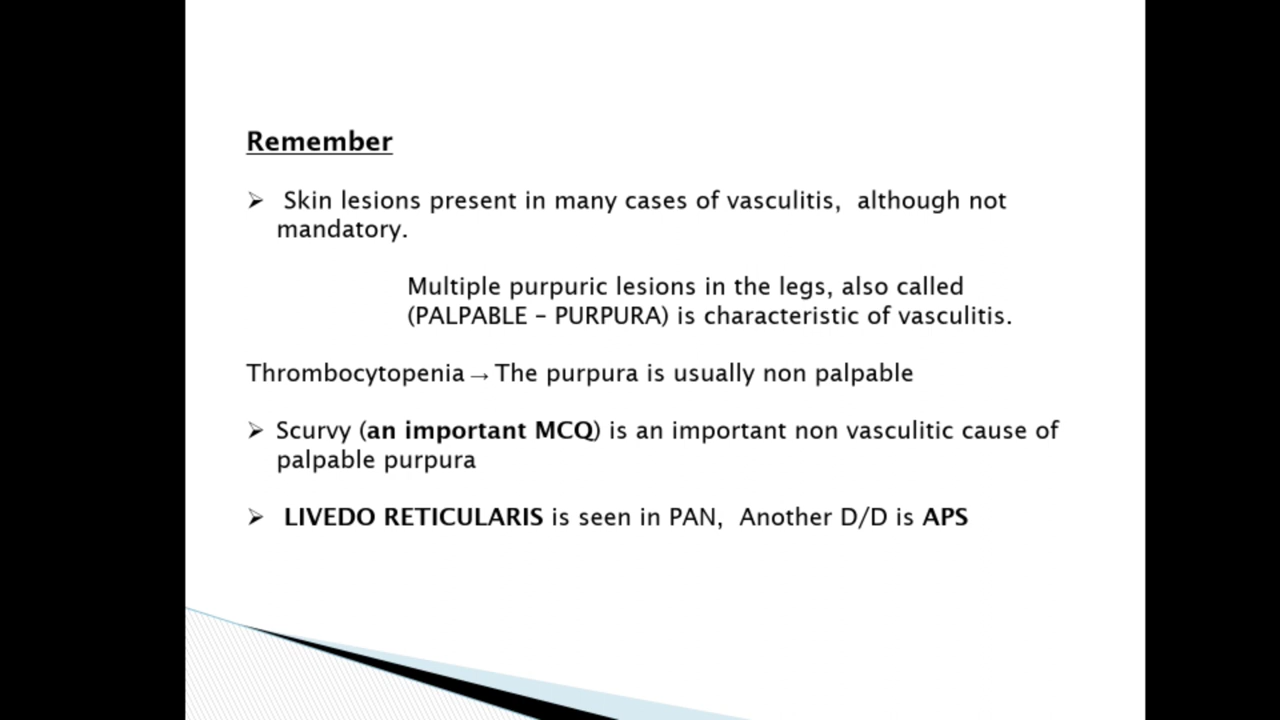 Remember
➢ Skin lesions present in many cases of vasculitis,  although not
mandatory.
Multiple purpuric lesions in the legs, also called
(PALPABLE – PURPURA) is characteristic of vasculitis.
Thrombocytopenia → The purpura is usually non palpable
➢ Scurvy (an important MCQ) is an important non vasculitic cause of
palpable purpura
➢ LIVEDO RETICULARIS is seen in PAN,  Another D/D is APS